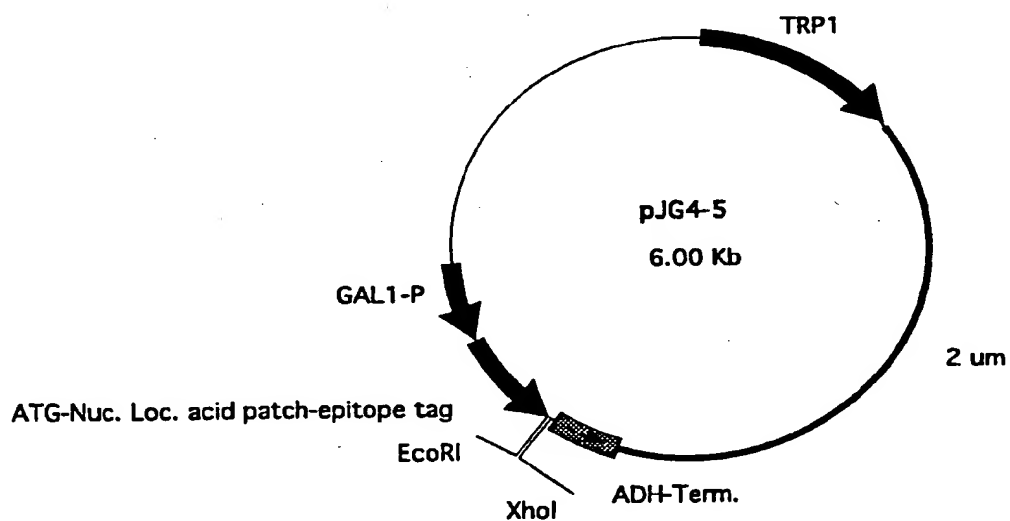 TRP1
pJG4-5
6.00 Kb
GAL1-P
2 um
ATG-Nuc. Loc. acid patch-epitope tag
EcoRI
ADH-Term.
XhoI